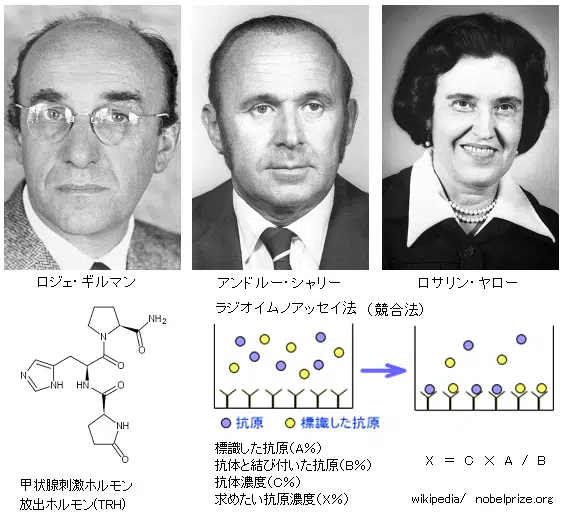 ロジェ・ギルマン
アンドルー・シャリー
ロサリン・ヤロー
ラジオイムノアッセイ法 (競合法)
NH₂
N
O
N
NH
O
HN
O
NH
O
抗原 標識した抗原
標識した抗原(A%)
抗体と結び付いた抗原(B%)
抗体濃度(C%)
求めたい抗原濃度(X%)
X = C × A / B
甲状腺刺激ホルモン
放出ホルモン(TRH)
wikipedia/ nobelprize.org